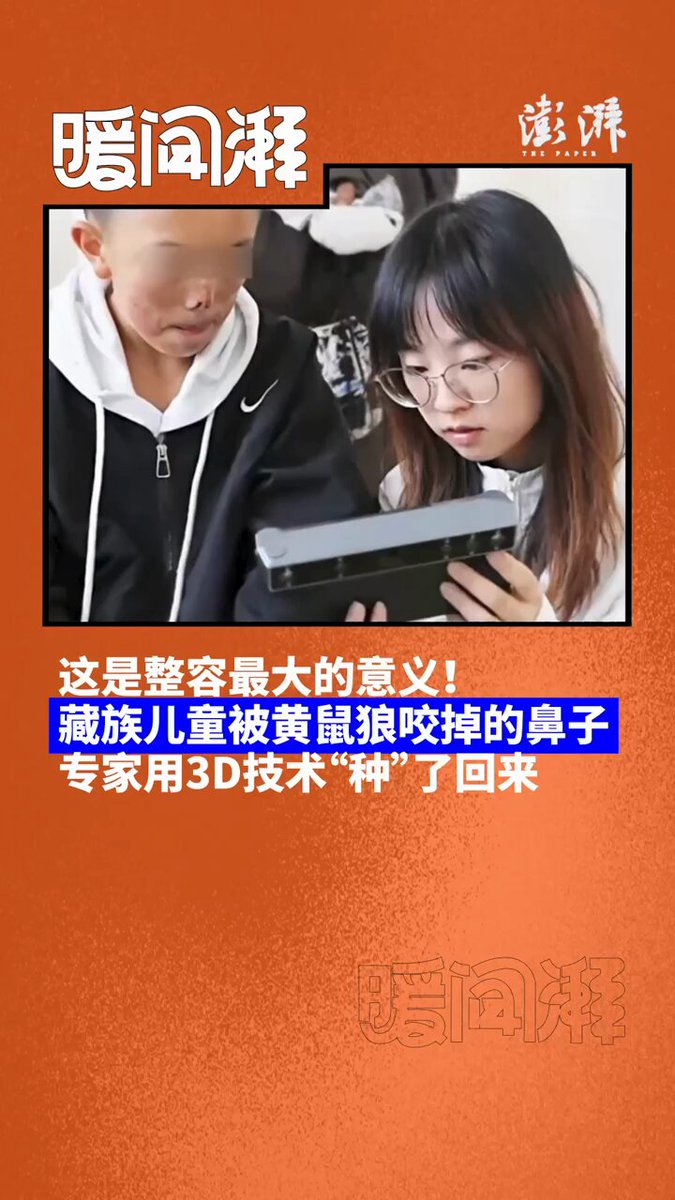 暖闻湃
澎湃
THE PAPER
这是整容最大的意义！
藏族儿童被黄鼠狼咬掉的鼻子
专家用3D技术“种”了回来
暖闻湃